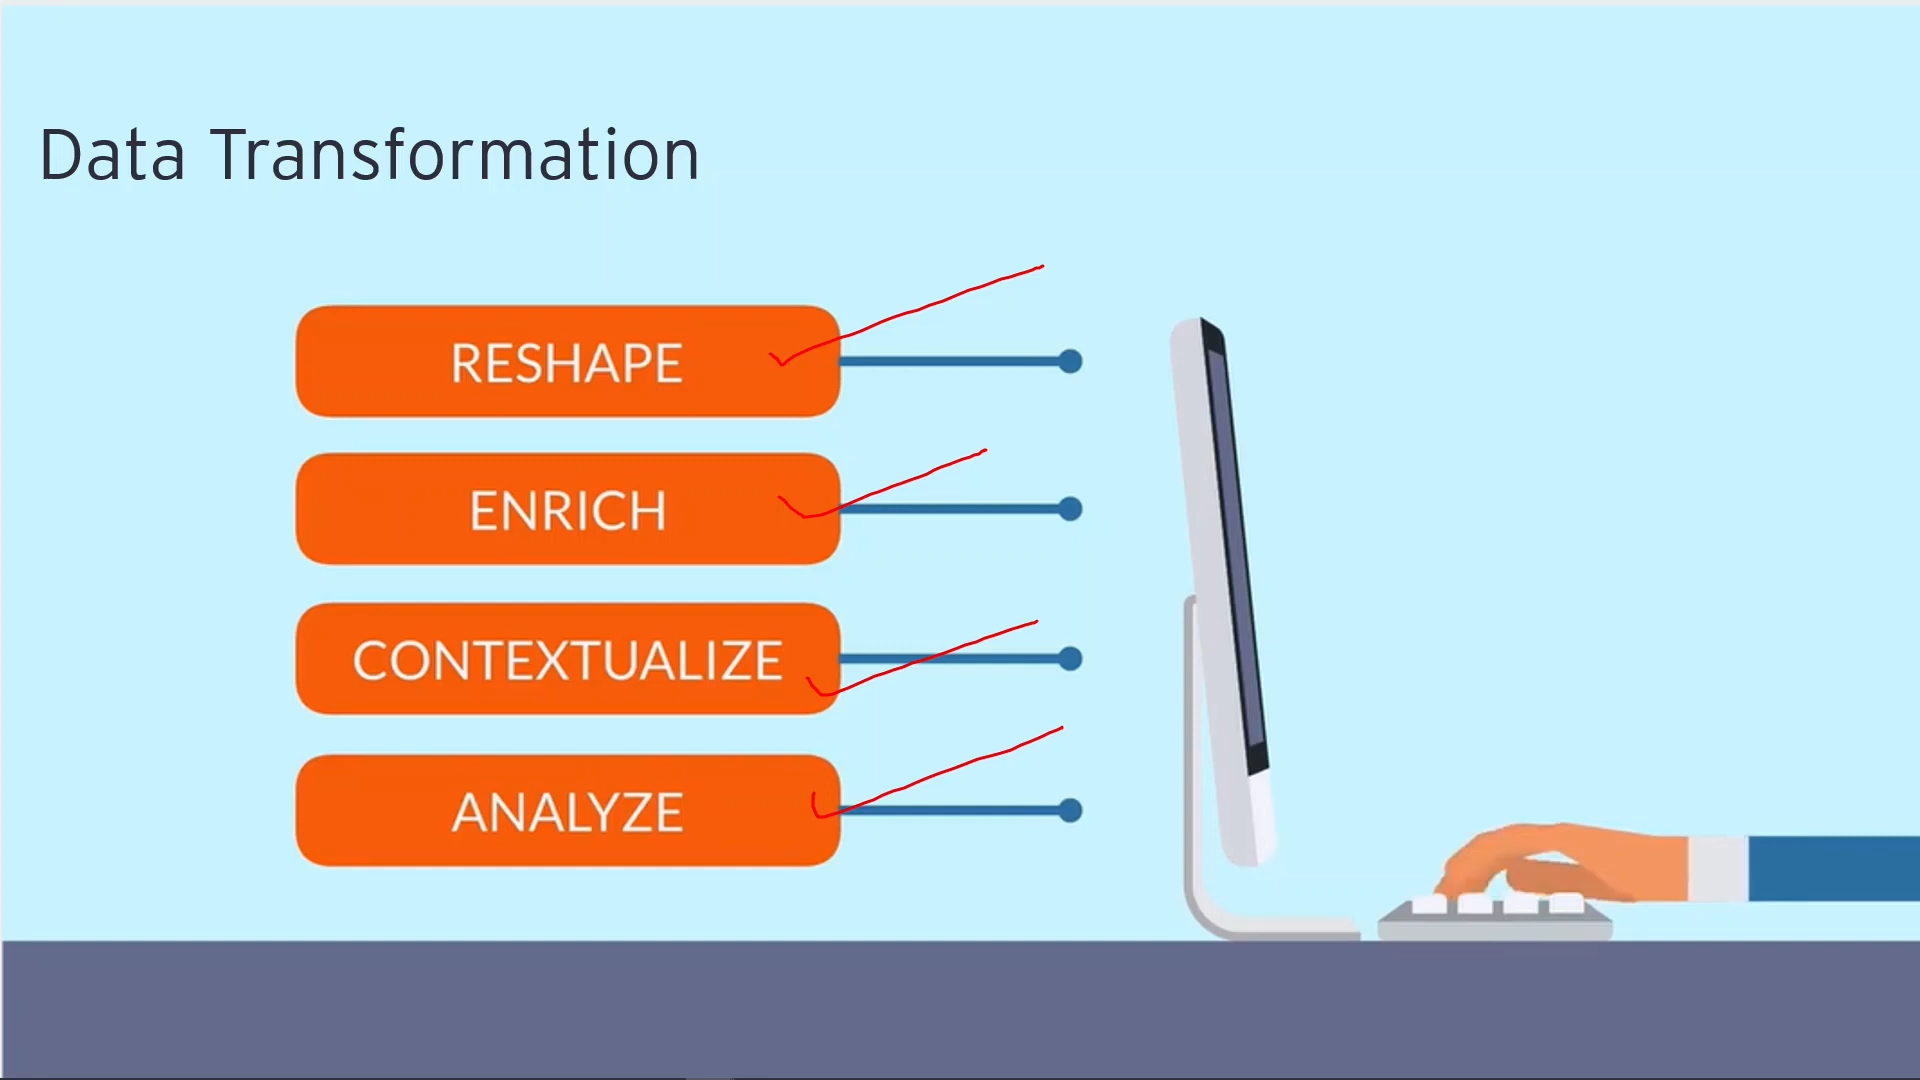 Data Transformation
RESHAPE
ENRICH
CONTEXTUALIZE
ANALYZE